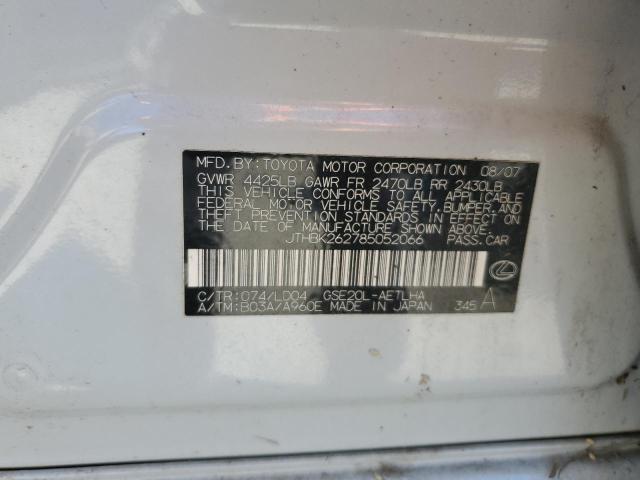 MFD. BY: TOYOTA MOTOR CORPORATION 08/07
GVWR 4425LB GAWR FR 2470LB RR 2430LB
THIS VEHICLE CONFORMS TO ALL APPLICABLE
FEDERAL MOTOR VEHICLE SAFETY, BUMPER, AND
THEFT PREVENTION STANDARDS IN EFFECT ON
THE DATE OF MANUFACTURE SHOWN ABOVE.
JTHBK262785052066 PASS.CAR
C/TR:074/LD04 GSE20L-AETLHA
A/TM:B03A/A960E MADE IN JAPAN 345 A